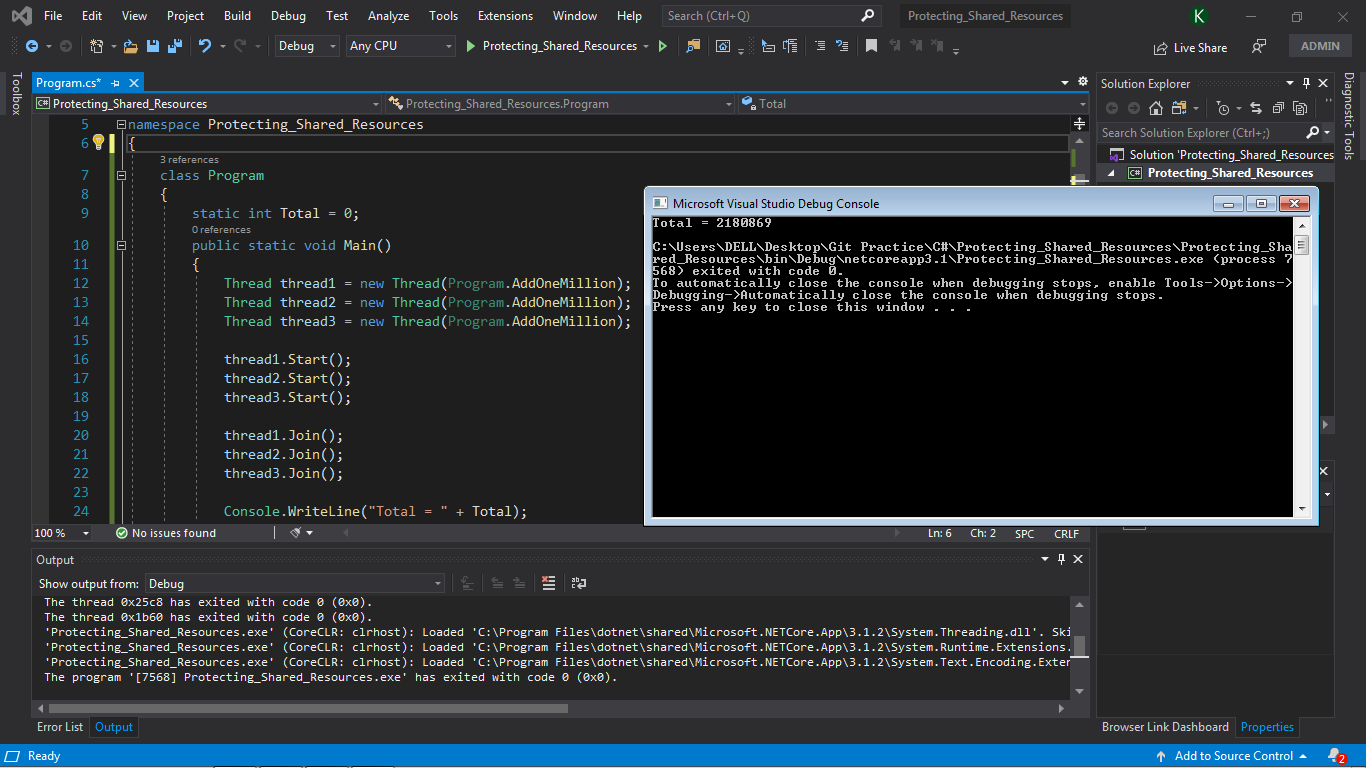 File Edit View Project Build Debug Test Analyze Tools Extensions Window Help Search (Ctrl+Q) Protecting_Shared_Resources K
Debug Any CPU Protecting_Shared_Resources Live Share ADMIN
Toolbox
Program.cs*
Protecting_Shared_Resources Protecting_Shared_Resources.Program Total
5 namespace Protecting_Shared_Resources
6 {
3 references
7 class Program
8 {
9 static int Total = 0;
0 references
10 public static void Main()
11 {
12 Thread thread1 = new Thread(Program.AddOneMillion);
13 Thread thread2 = new Thread(Program.AddOneMillion);
14 Thread thread3 = new Thread(Program.AddOneMillion);
15
16 thread1.Start();
17 thread2.Start();
18 thread3.Start();
19
20 thread1.Join();
21 thread2.Join();
22 thread3.Join();
23
24 Console.WriteLine("Total = " + Total);
100 % No issues found Ln: 6 Ch: 2 SPC CRLF
Solution Explorer
Search Solution Explorer (Ctrl+;)
Solution 'Protecting_Shared_Resources
C# Protecting_Shared_Resources
Diagnostic Tools
Microsoft Visual Studio Debug Console
Total = 2180869
C:\Users\DELL\Desktop\Git Practice\C#\Protecting_Shared_Resources\Protecting_Sha
red_Resources\bin\Debug\netcoreapp3.1\Protecting_Shared_Resources.exe (process 7
568) exited with code 0.
To automatically close the console when debugging stops, enable Tools->Options->
Debugging->Automatically close the console when debugging stops.
Press any key to close this window . . .
Output
Show output from: Debug
The thread 0x25c8 has exited with code 0 (0x0).
The thread 0x1b60 has exited with code 0 (0x0).
'Protecting_Shared_Resources.exe' (CoreCLR: clrhost): Loaded 'C:\Program Files\dotnet\shared\Microsoft.NETCore.App\3.1.2\System.Threading.dll'. Ski
'Protecting_Shared_Resources.exe' (CoreCLR: clrhost): Loaded 'C:\Program Files\dotnet\shared\Microsoft.NETCore.App\3.1.2\System.Runtime.Extensions.
'Protecting_Shared_Resources.exe' (CoreCLR: clrhost): Loaded 'C:\Program Files\dotnet\shared\Microsoft.NETCore.App\3.1.2\System.Text.Encoding.Exter
The program '[7568] Protecting_Shared_Resources.exe' has exited with code 0 (0x0).
Error List Output
Browser Link Dashboard Properties
Ready Add to Source Control 2